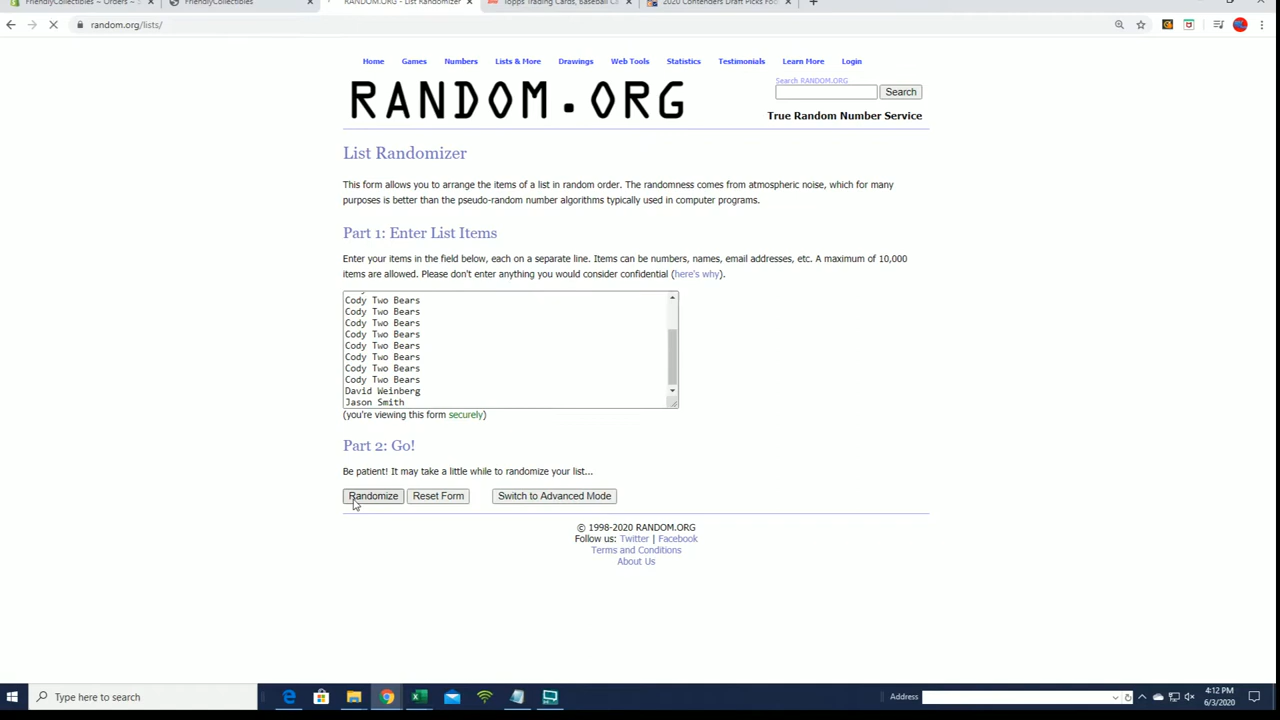 FriendlyCollectibles – Orders –
FriendlyCollectibles
RANDOM.ORG - List Randomizer
Topps Trading Cards, Baseball C
2020 Contenders Draft Picks Foo
random.org/lists/
Home Games Numbers Lists & More Drawings Web Tools Statistics Testimonials Learn More Login
RANDOM.ORG
Search RANDOM.ORG
Search
True Random Number Service
List Randomizer
This form allows you to arrange the items of a list in random order. The randomness comes from atmospheric noise, which for many
purposes is better than the pseudo-random number algorithms typically used in computer programs.
Part 1: Enter List Items
Enter your items in the field below, each on a separate line. Items can be numbers, names, email addresses, etc. A maximum of 10,000
items are allowed. Please don't enter anything you would consider confidential (here's why).
Cody Two Bears
Cody Two Bears
Cody Two Bears
Cody Two Bears
Cody Two Bears
Cody Two Bears
Cody Two Bears
Cody Two Bears
David Weinberg
Jason Smith
(you're viewing this form securely)
Part 2: Go!
Be patient! It may take a little while to randomize your list...
Randomize Reset Form Switch to Advanced Mode
© 1998-2020 RANDOM.ORG
Follow us: Twitter | Facebook
Terms and Conditions
About Us
Type here to search
Address
4:12 PM
6/3/2020